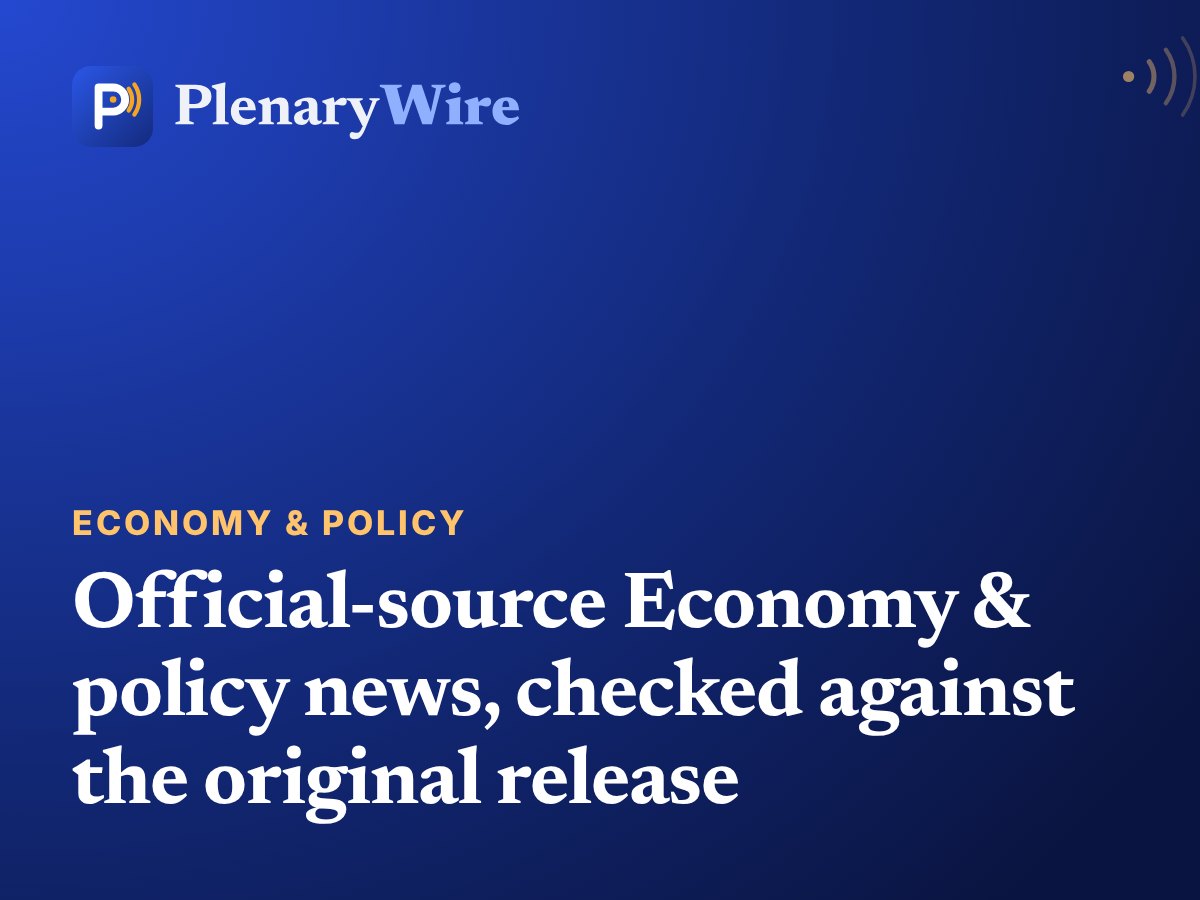 PlenaryWire
ECONOMY & POLICY
Official-source Economy &
policy news, checked against
the original release